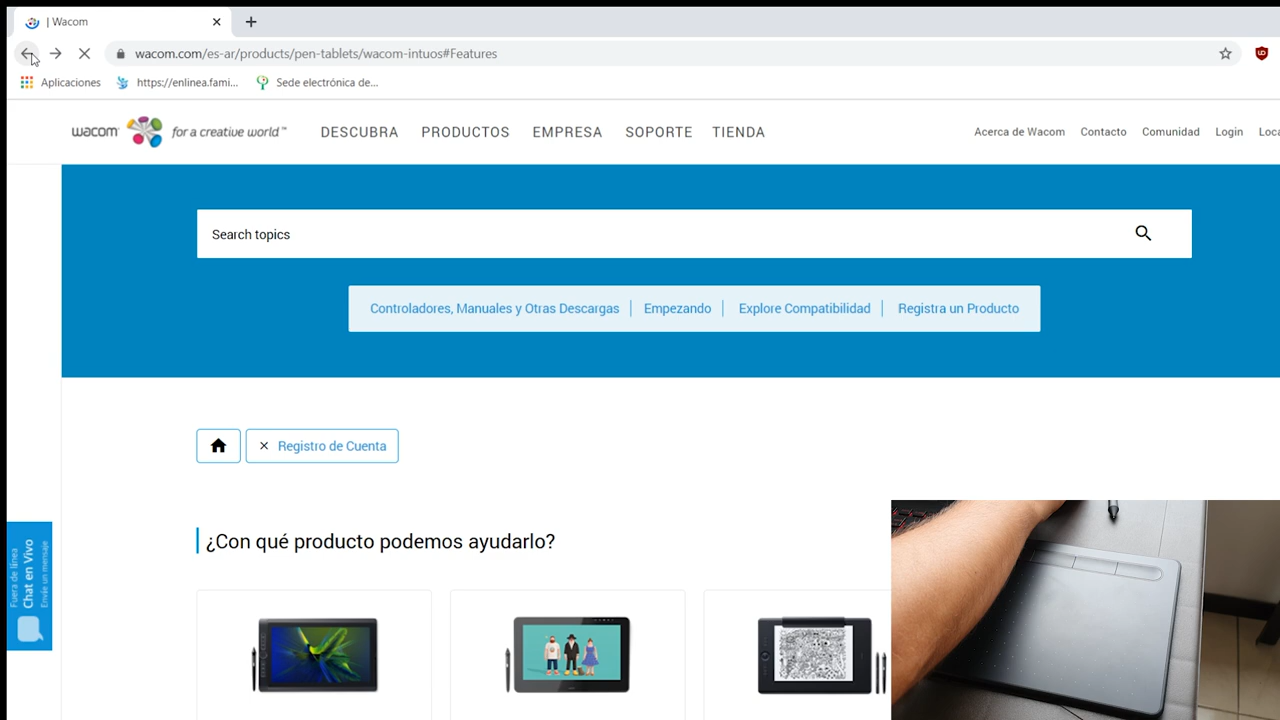 | Wacom
wacom.com/es-ar/products/pen-tablets/wacom-intuos#Features
Aplicaciones https://enlinea.fami... Sede electrónica de...
wacom for a creative world™ DESCUBRA PRODUCTOS EMPRESA SOPORTE TIENDA Acerca de Wacom Contacto Comunidad Login Loca
Search topics
Controladores, Manuales y Otras Descargas | Empezando | Explore Compatibilidad | Registra un Producto
Registro de Cuenta
¿Con qué producto podemos ayudarlo?
Fuera de línea
Chat en Vivo
Envíe un mensaje